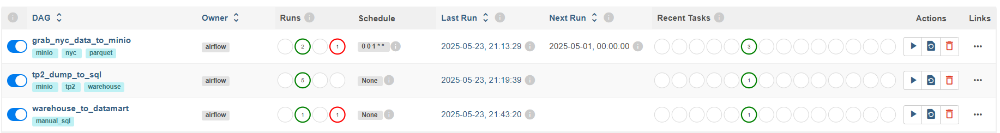 DAG Owner Runs Schedule Last Run Next Run Recent Tasks Actions Links
grab_nyc_data_to_minio
airflow 2 1 0 0 1 * * 2025-05-23, 21:13:29 2025-05-01, 00:00:00 3
minio nyc parquet
tp2_dump_to_sql
airflow 5 None 2025-05-23, 21:19:39 1
minio tp2 warehouse
warehouse_to_datamart
airflow 1 1 None 2025-05-23, 21:43:20 1
manual_sql